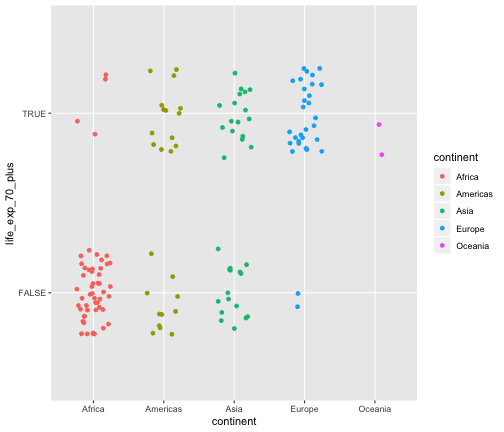 life_exp_70_plus
TRUE
FALSE
Africa Americas Asia Europe Oceania
continent
continent
Africa
Americas
Asia
Europe
Oceania